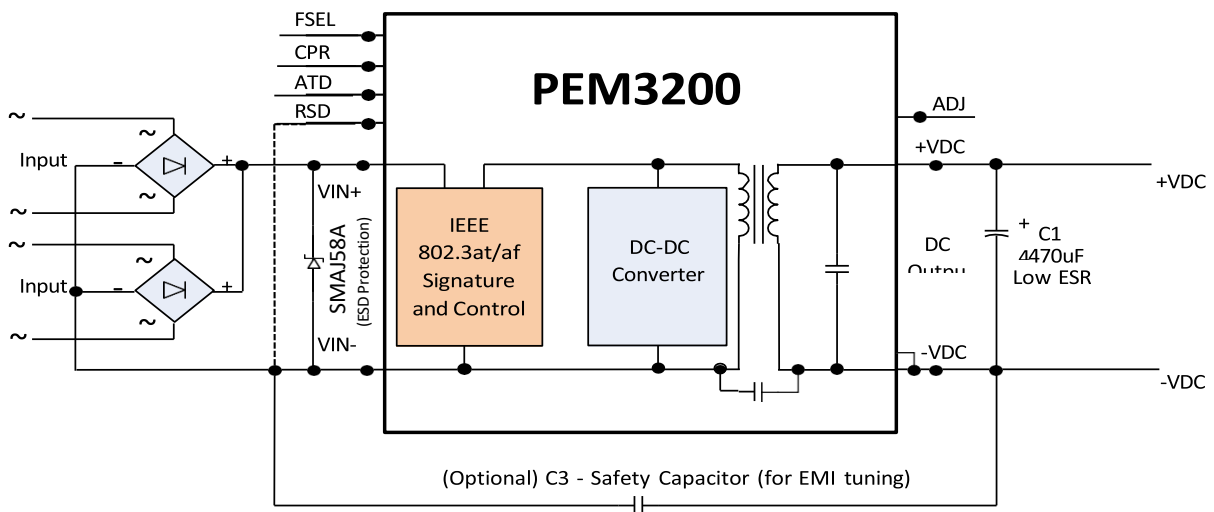 FSEL
CPR
ATD
RSD
PEM3200
ADJ
+VDC
+VDC
~
~
Input
-
+
~
~
VIN+
SMAJ58A
(ESD Protection)
IEEE
802.3at/af
Signature
and Control
DC-DC
Converter
DC
+
C1
4470uF
Low ESR
~
~
Input
-
+
~
~
VIN-
-VDC
-VDC
(Optional) C3 - Safety Capacitor (for EMI tuning)